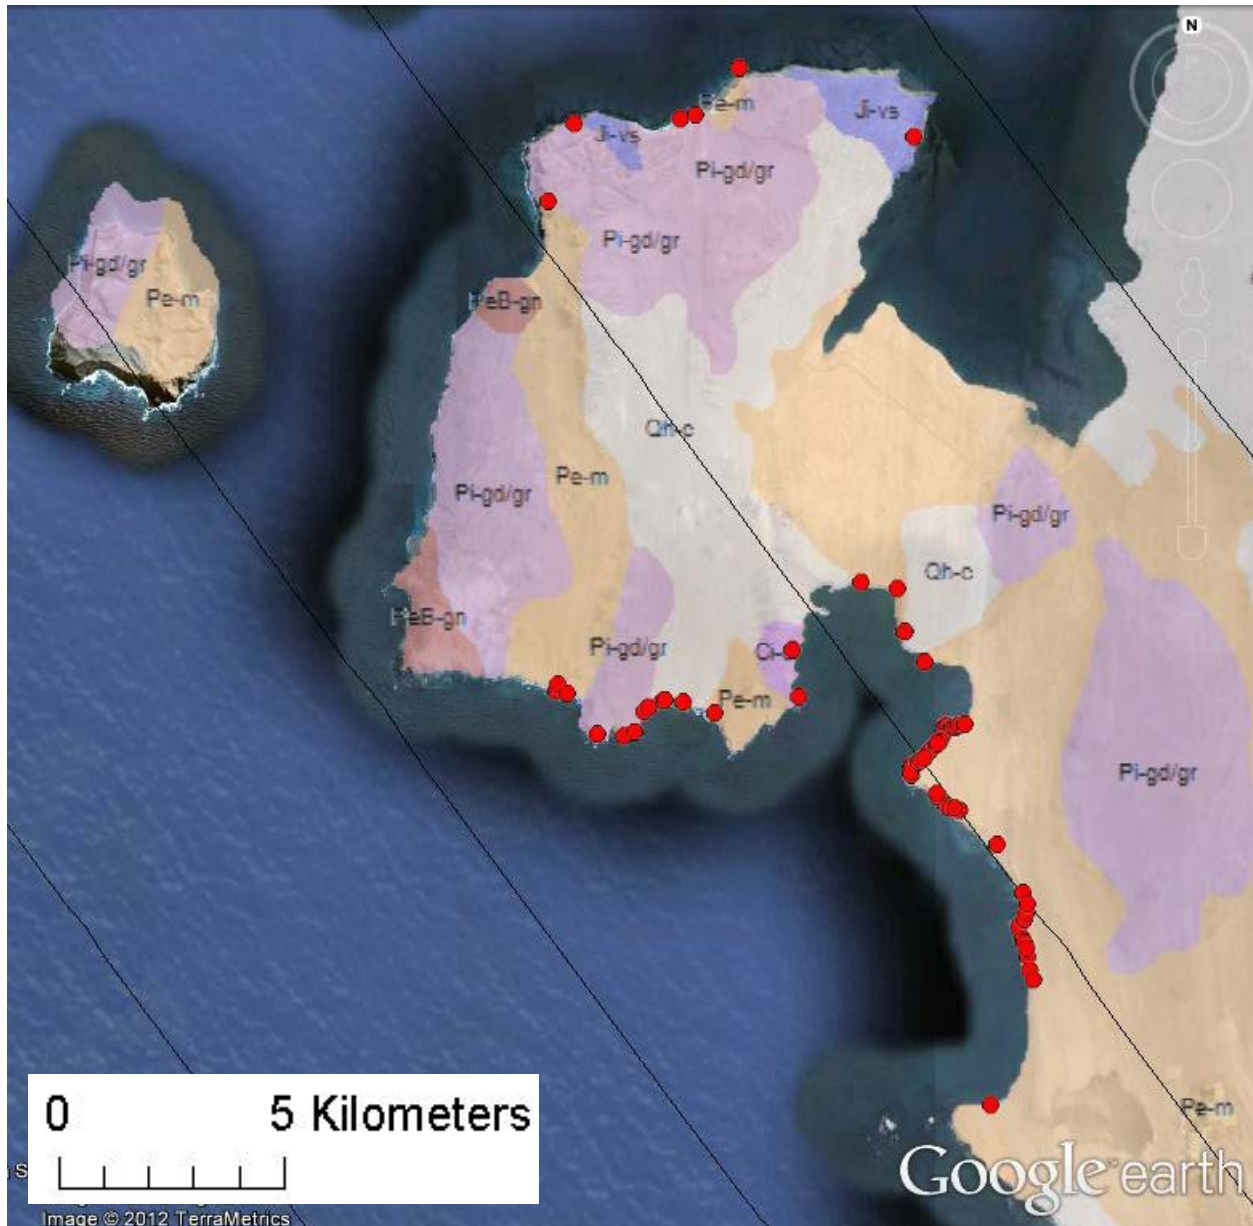 N
Pe-m
Ji-vs
Ji-vs
Pi-gd/gr
Pi-gd/gr
Pi-gd/gr
Pe-m
PeB-gn
Qh-c
Pe-m
Pi-gd/gr
Pi-gd/gr
Qh-c
PeB-gn
Pi-gd/gr
Pe-m
Pi-gd/gr
Pe-m
0 5 Kilometers
Google earth
Image © 2012 TerraMetrics